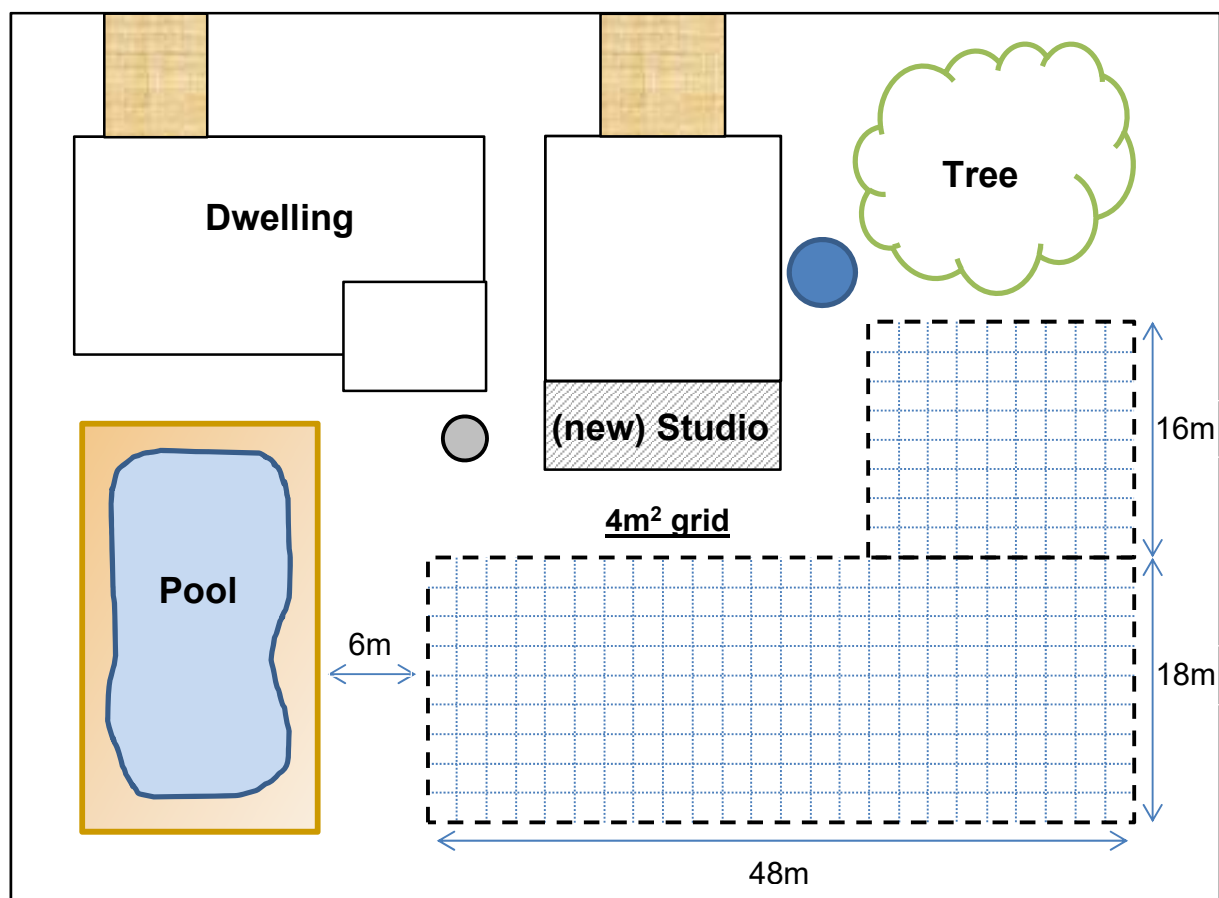 Dwelling
Tree
(new) Studio
16m
4m² grid
Pool
6m
18m
48m